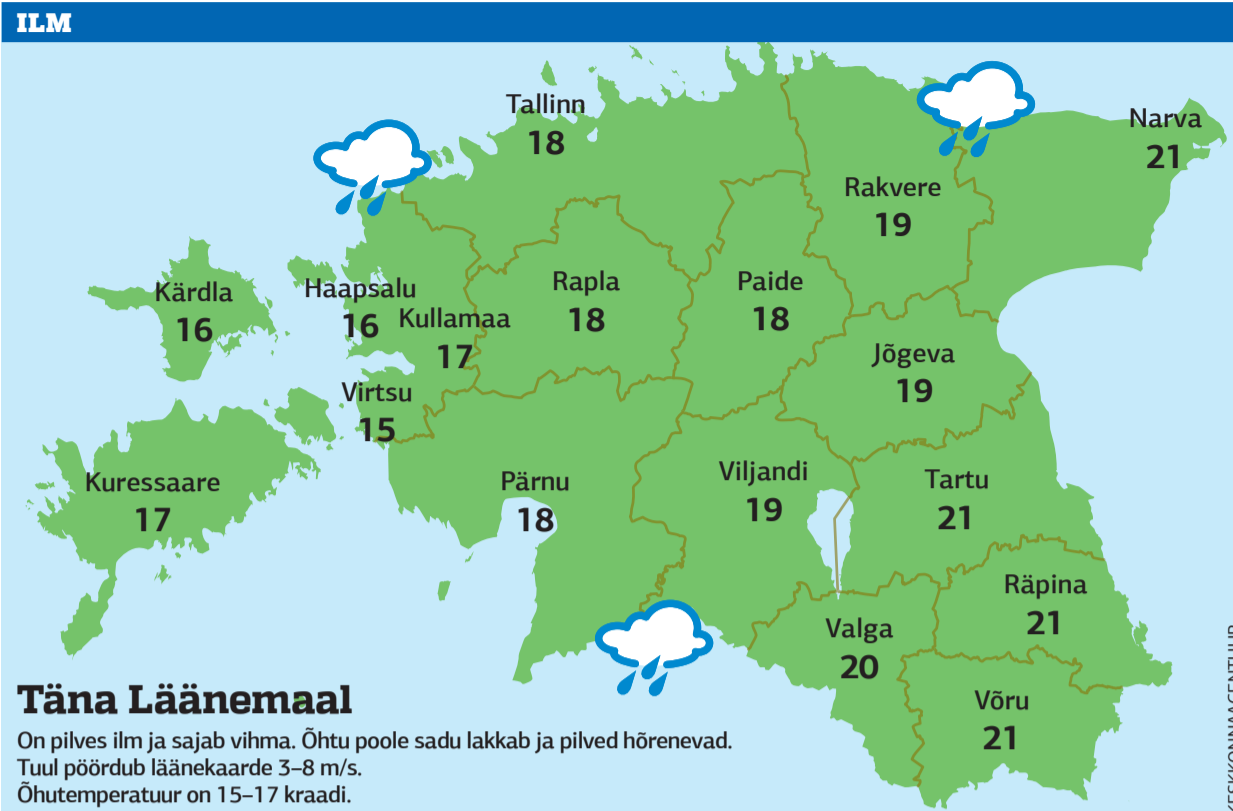 ILM
Tallinn
18
Narva
21
Rakvere
19
Kärdla
16
Haapsalu
16
Kullamaa
17
Rapla
18
Paide
18
Jõgeva
19
Virtsu
15
Kuressaare
17
Pärnu
18
Viljandi
19
Tartu
21
Räpina
21
Valga
20
Võru
21
Täna Läänemaal
On pilves ilm ja sajab vihma. Õhtu poole sadu lakkab ja pilved hõrenevad.
Tuul pöördub läänekaarde 3–8 m/s.
Õhutemperatuur on 15–17 kraadi.